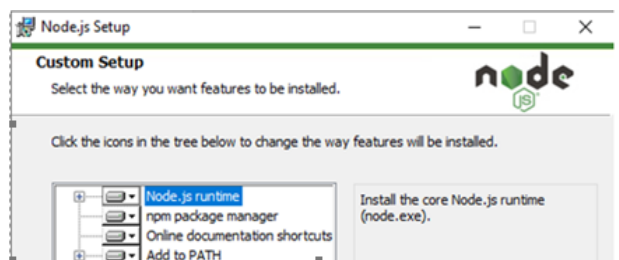 Node.js Setup
Custom Setup
Select the way you want features to be installed.
node
JS
Click the icons in the tree below to change the way features will be installed.
Node.js runtime
npm package manager
Online documentation shortcuts
Add to PATH
Install the core Node.js runtime
(node.exe).